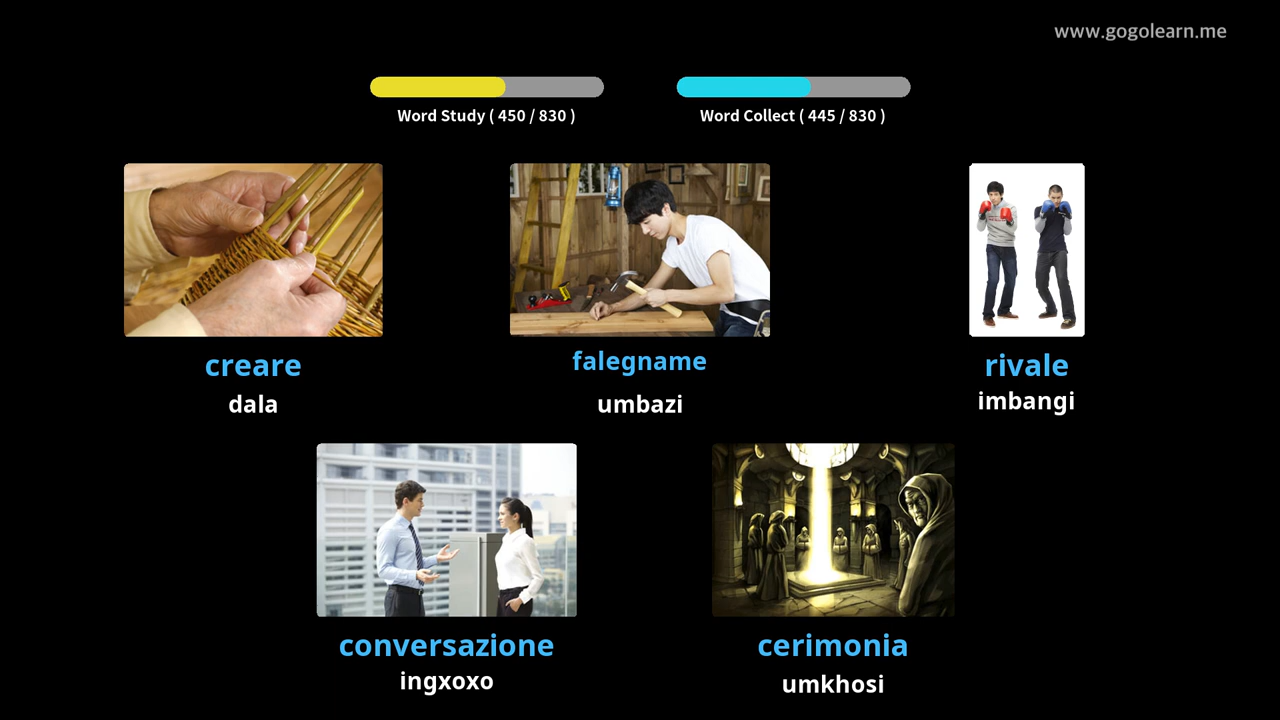 www.gogolearn.me
Word Study ( 450 / 830 )
Word Collect ( 445 / 830 )
creare
dala
falegname
umbazi
rivale
imbangi
conversazione
ingxoxo
cerimonia
umkhosi